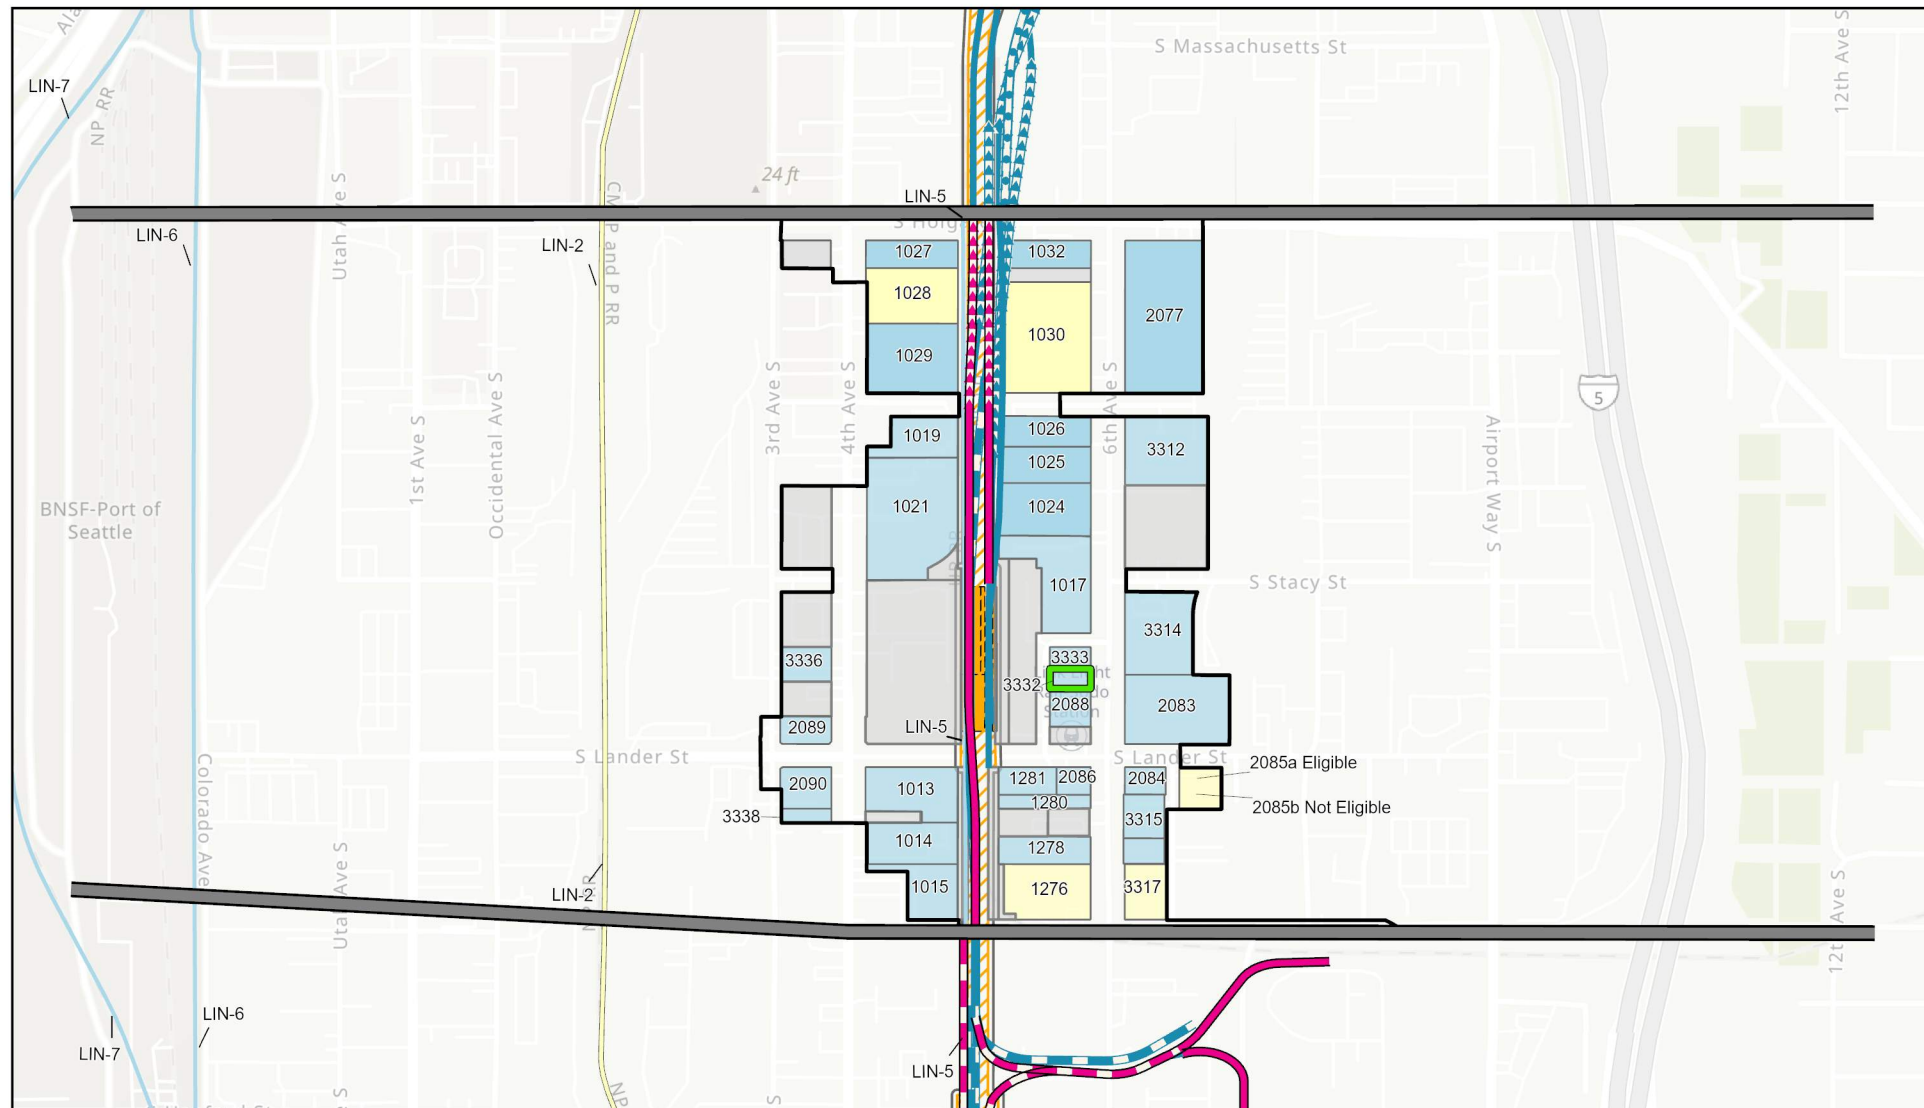 S Massachusetts St
12th Ave S
LIN-7
NP RR
24 ft
Utah Ave S
CM
P and P RR
LIN-5
LIN-6
LIN-2
1027
1032
1028
1030
2077
1029
3rd Ave S
4th Ave S
6th Ave S
1st Ave S
Occidental Ave S
Airport Way S
5
1019
1026
3312
1025
1021
1024
BNSF-Port of
Seattle
1017
S Stacy St
3314
3336
3333
3332
Station
2088
2083
2089
LIN-5
S Lander St
S Lander St
2085a Eligible
2090
1013
1281
2086
2084
1280
2085b Not Eligible
3338
3315
1014
1278
Colorado Ave
Utah Ave S
1015
1276
3317
LIN-2
12th Ave S
LIN-6
LIN-7
LIN-5
NP
S
S